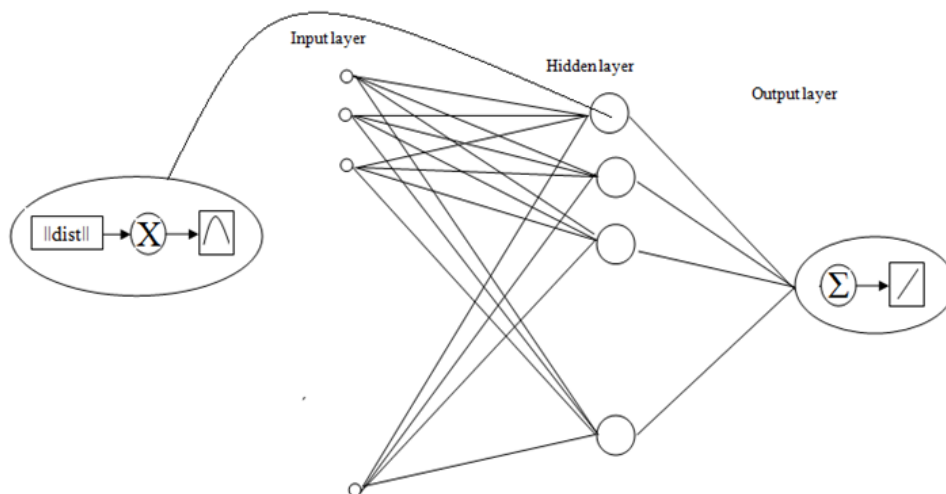 Input layer
Hidden layer
Output layer
||dist||
X
Σ